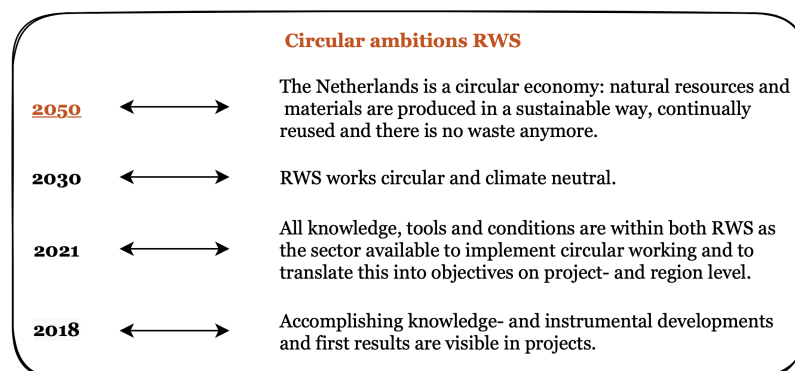 Circular ambitions RWS
2050
The Netherlands is a circular economy: natural resources and
materials are produced in a sustainable way, continually
reused and there is no waste anymore.
2030
RWS works circular and climate neutral.
2021
All knowledge, tools and conditions are within both RWS as
the sector available to implement circular working and to
translate this into objectives on project- and region level.
2018
Accomplishing knowledge- and instrumental developments
and first results are visible in projects.